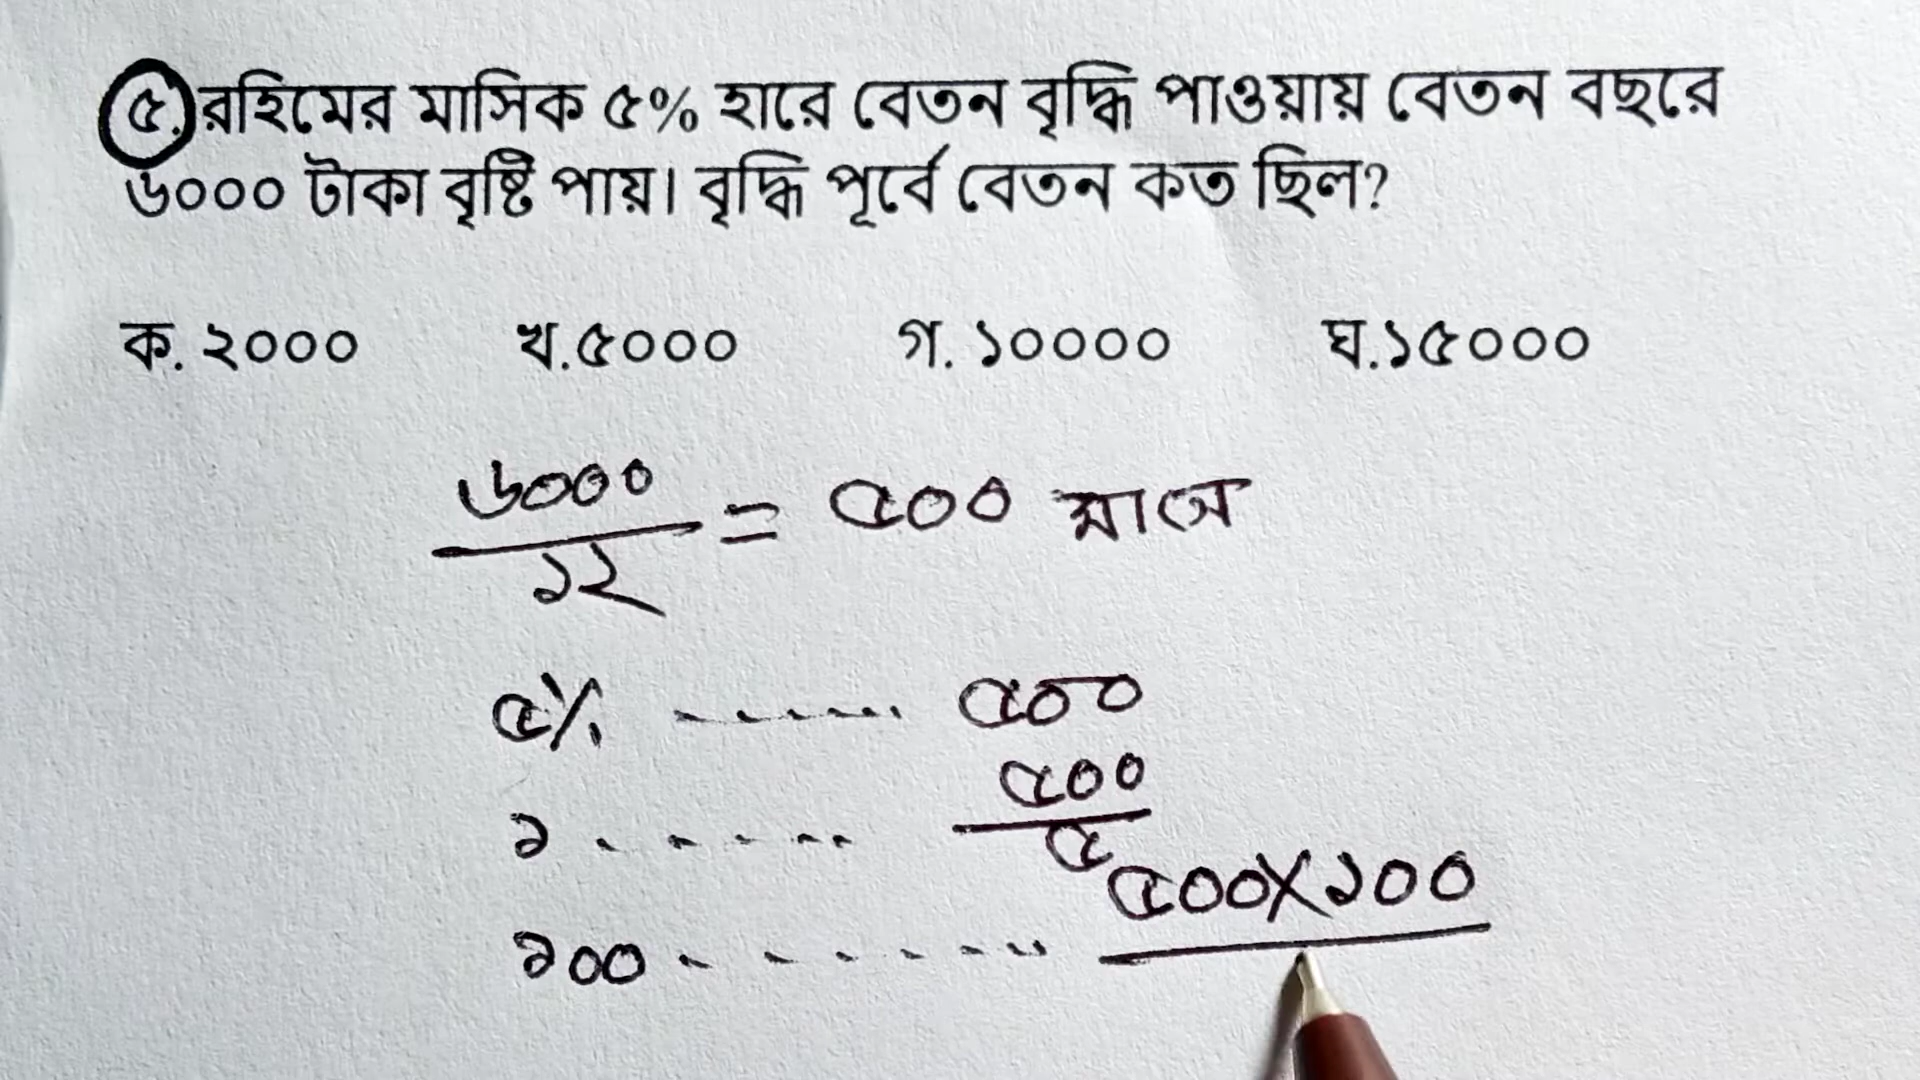 ৫. রহিমের মাসিক ৫% হারে বেতন বৃদ্ধি পাওয়ায় বেতন বছরে
৬০০০ টাকা বৃষ্টি পায়। বৃদ্ধি পূর্বে বেতন কত ছিল?
ক. ২০০০ খ.৫০০০ গ. ১০০০০ ঘ.১৫০০০
৬০০০
১২
= ৫০০ মাসে
৫% ------- ৫০০
১ ------ ৫০০
৫
১০০ ------- ৫০০×১০০